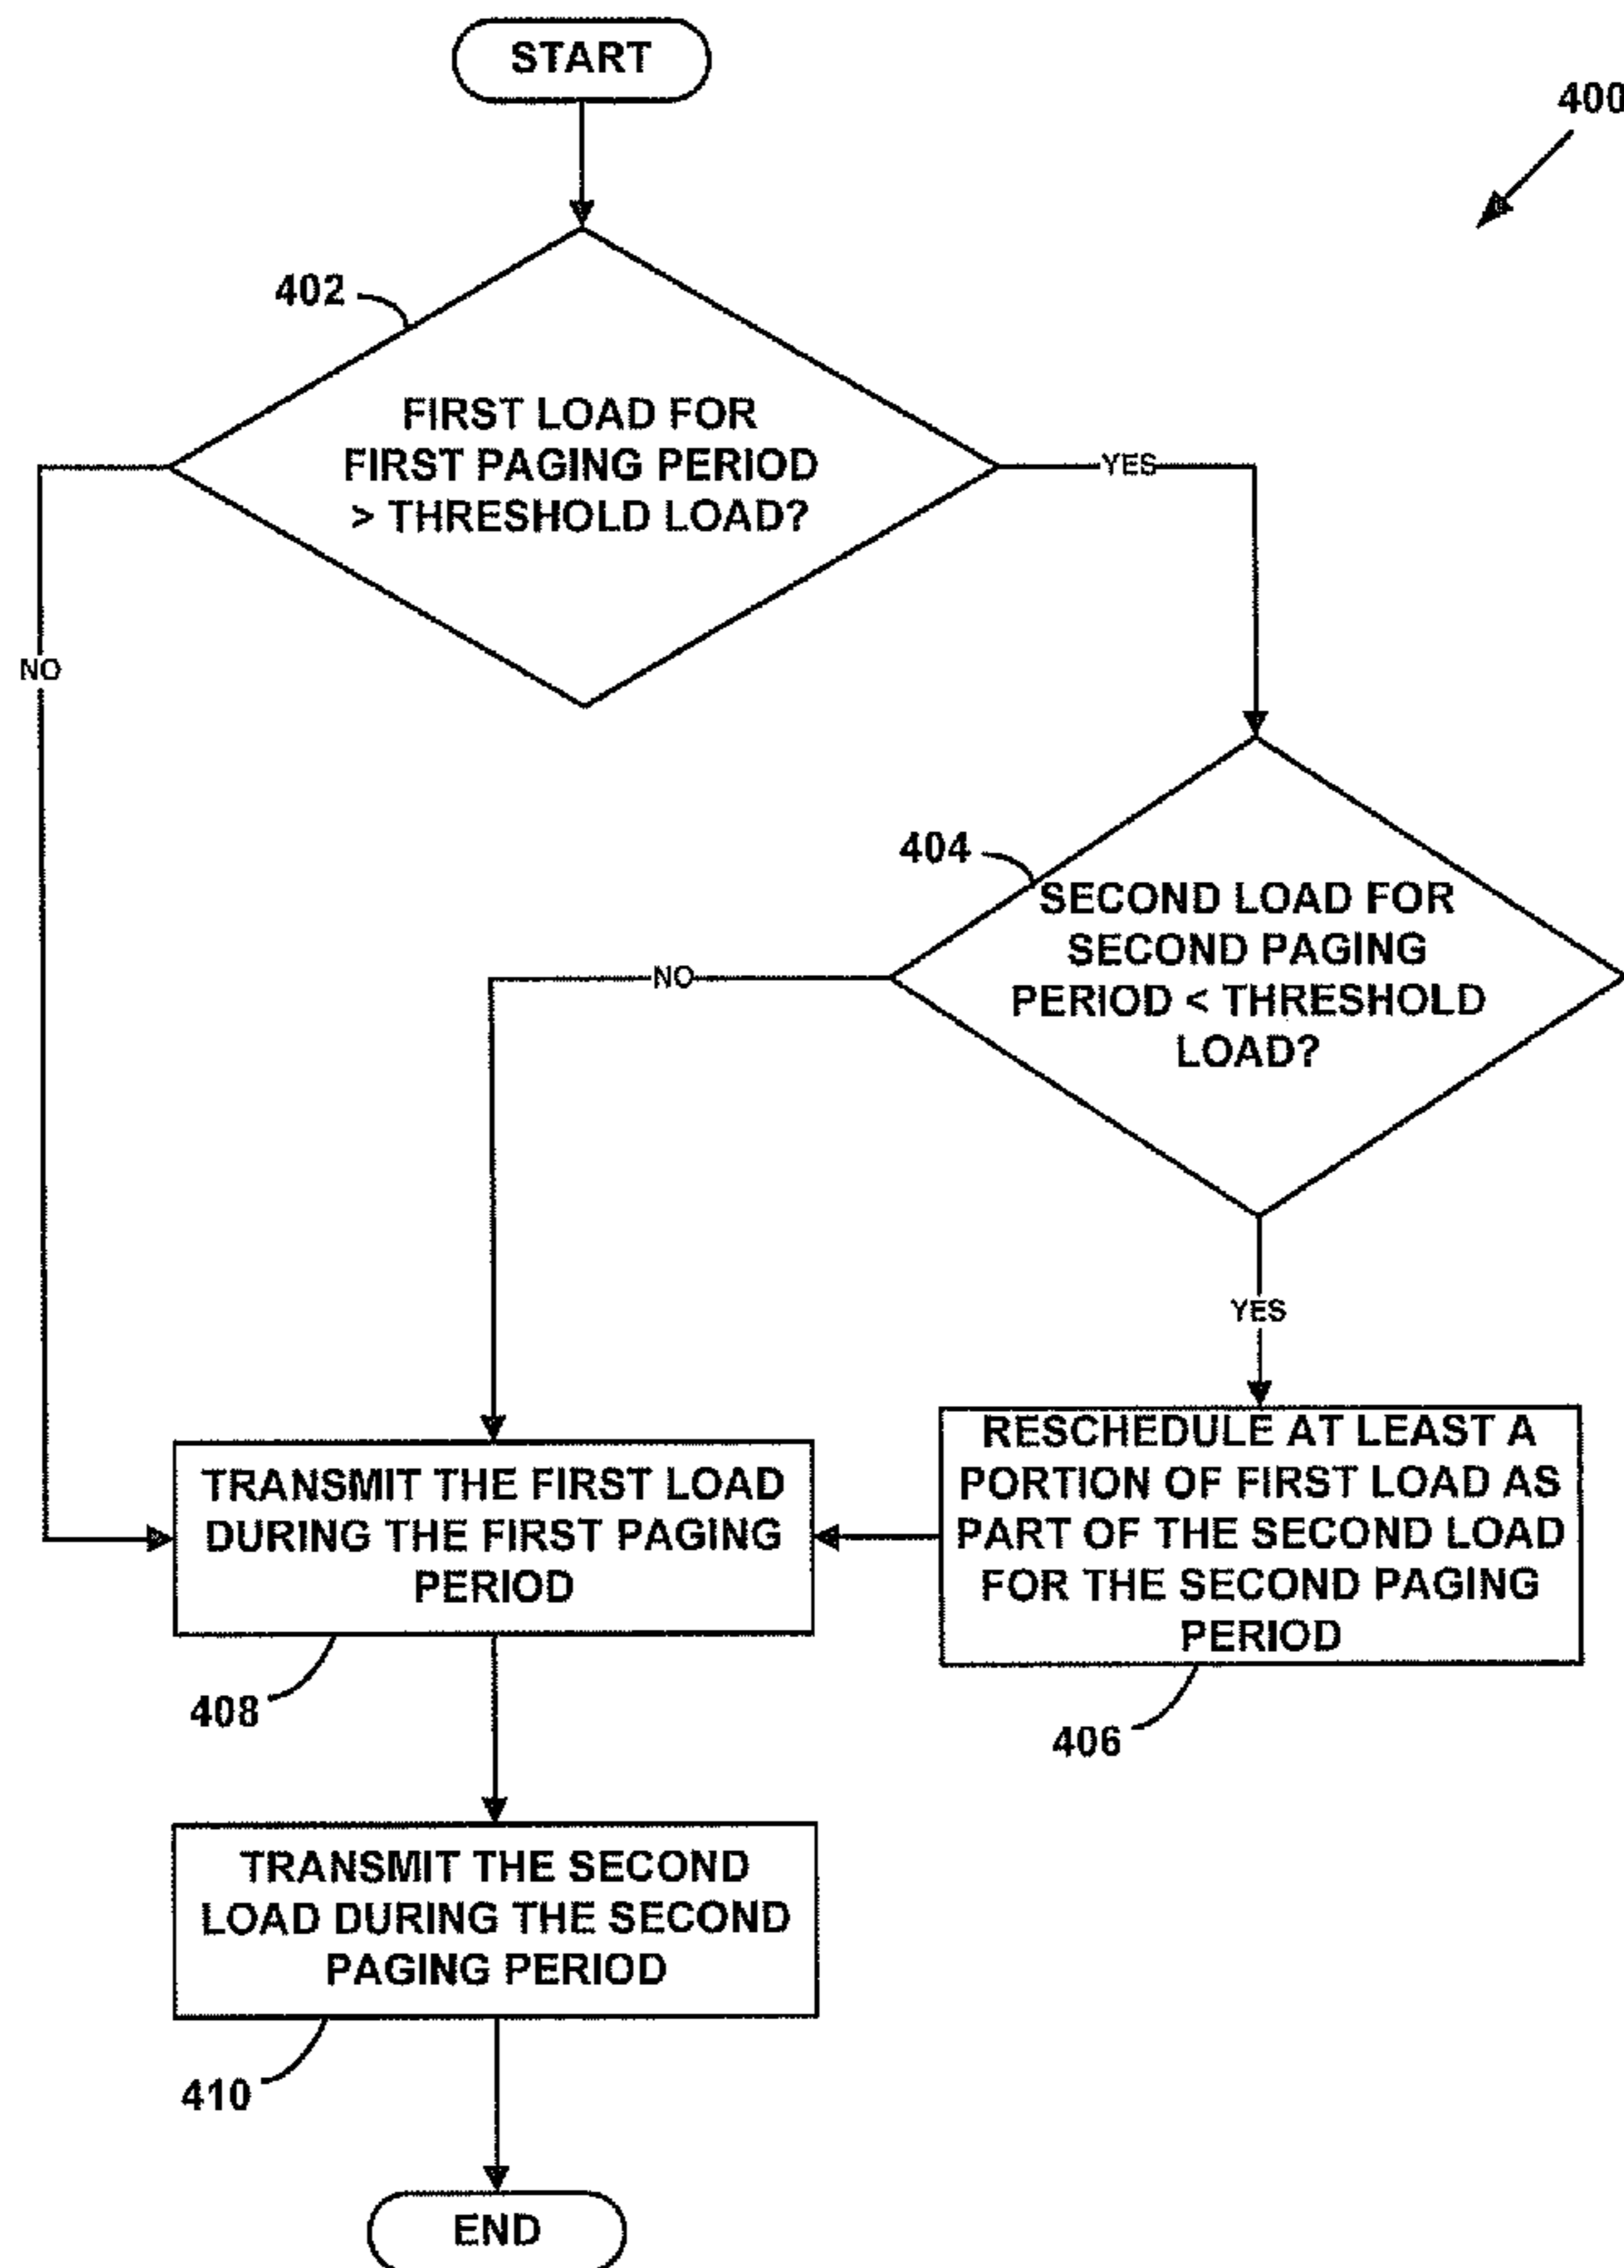 START
400
402
FIRST LOAD FOR
FIRST PAGING PERIOD
> THRESHOLD LOAD?
YES
NO
404
SECOND LOAD FOR
SECOND PAGING
PERIOD < THRESHOLD
LOAD?
NO
YES
RESCHEDULE AT LEAST A
PORTION OF FIRST LOAD AS
PART OF THE SECOND LOAD
FOR THE SECOND PAGING
PERIOD
406
TRANSMIT THE FIRST LOAD
DURING THE FIRST PAGING
PERIOD
408
TRANSMIT THE SECOND
LOAD DURING THE SECOND
PAGING PERIOD
410
END